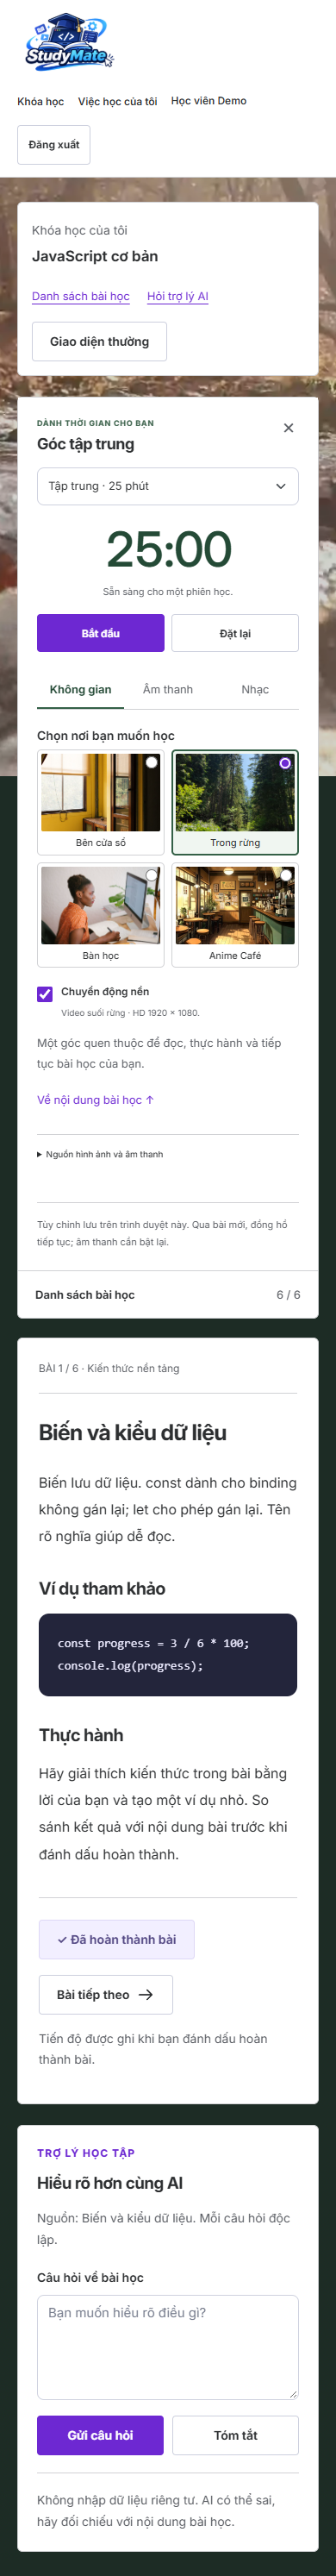 </>
StudyMate
Khóa học
Việc học của tôi
Học viên Demo
Đăng xuất
Khóa học của tôi
JavaScript cơ bản
Danh sách bài học
Hỏi trợ lý AI
Giao diện thường
DÀNH THỜI GIAN CHO BẠN
Góc tập trung
Tập trung · 25 phút
25:00
Sẵn sàng cho một phiên học.
Bắt đầu
Đặt lại
Không gian
Âm thanh
Nhạc
Chọn nơi bạn muốn học
Bên cửa sổ
Trong rừng
Bàn học
Anime Café
Chuyển động nền
Video suối rừng · HD 1920 × 1080.
Một góc quen thuộc để đọc, thực hành và tiếp
tục bài học của bạn.
Về nội dung bài học ↑
Nguồn hình ảnh và âm thanh
Tùy chỉnh lưu trên trình duyệt này. Qua bài mới, đồng hồ
tiếp tục; âm thanh cần bật lại.
Danh sách bài học
6 / 6
BÀI 1 / 6 · Kiến thức nền tảng
Biến và kiểu dữ liệu
Biến lưu dữ liệu. const dành cho binding
không gán lại; let cho phép gán lại. Tên
rõ nghĩa giúp dễ đọc.
Ví dụ tham khảo
const progress = 3 / 6 * 100;
console.log(progress);
Thực hành
Hãy giải thích kiến thức trong bài bằng
lời của bạn và tạo một ví dụ nhỏ. So
sánh kết quả với nội dung bài trước khi
đánh dấu hoàn thành.
✓ Đã hoàn thành bài
Bài tiếp theo →
Tiến độ được ghi khi bạn đánh dấu hoàn
thành bài.
TRỢ LÝ HỌC TẬP
Hiểu rõ hơn cùng AI
Nguồn: Biến và kiểu dữ liệu. Mỗi câu hỏi độc
lập.
Câu hỏi về bài học
Bạn muốn hiểu rõ điều gì?
Gửi câu hỏi
Tóm tắt
Không nhập dữ liệu riêng tư. AI có thể sai,
hãy đối chiếu với nội dung bài học.